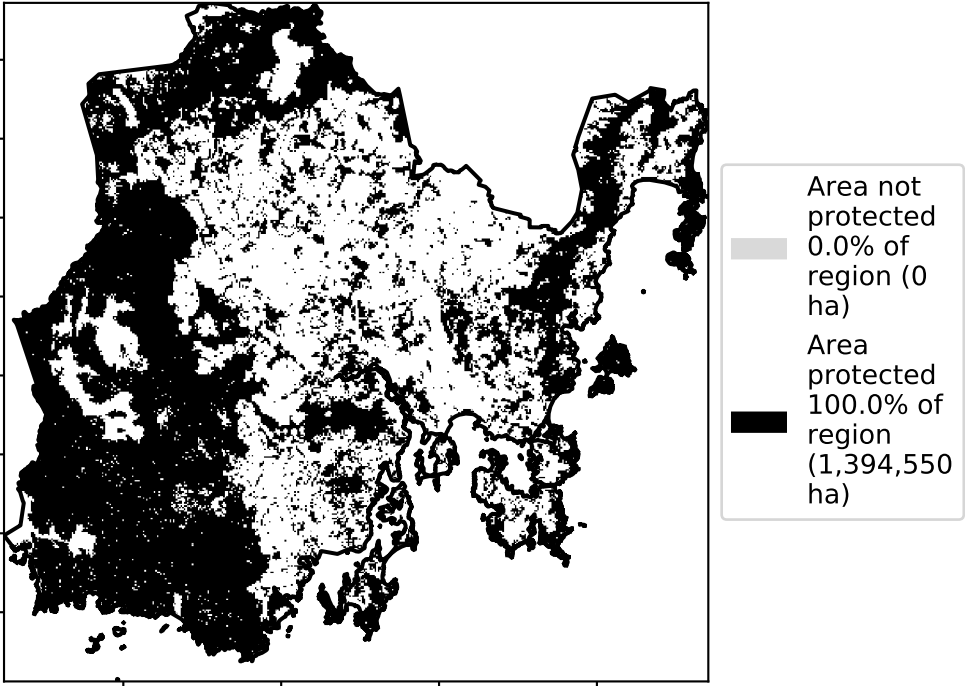 Area not
protected
0.0% of
region (0
ha)
Area
protected
100.0% of
region
(1,394,550
ha)